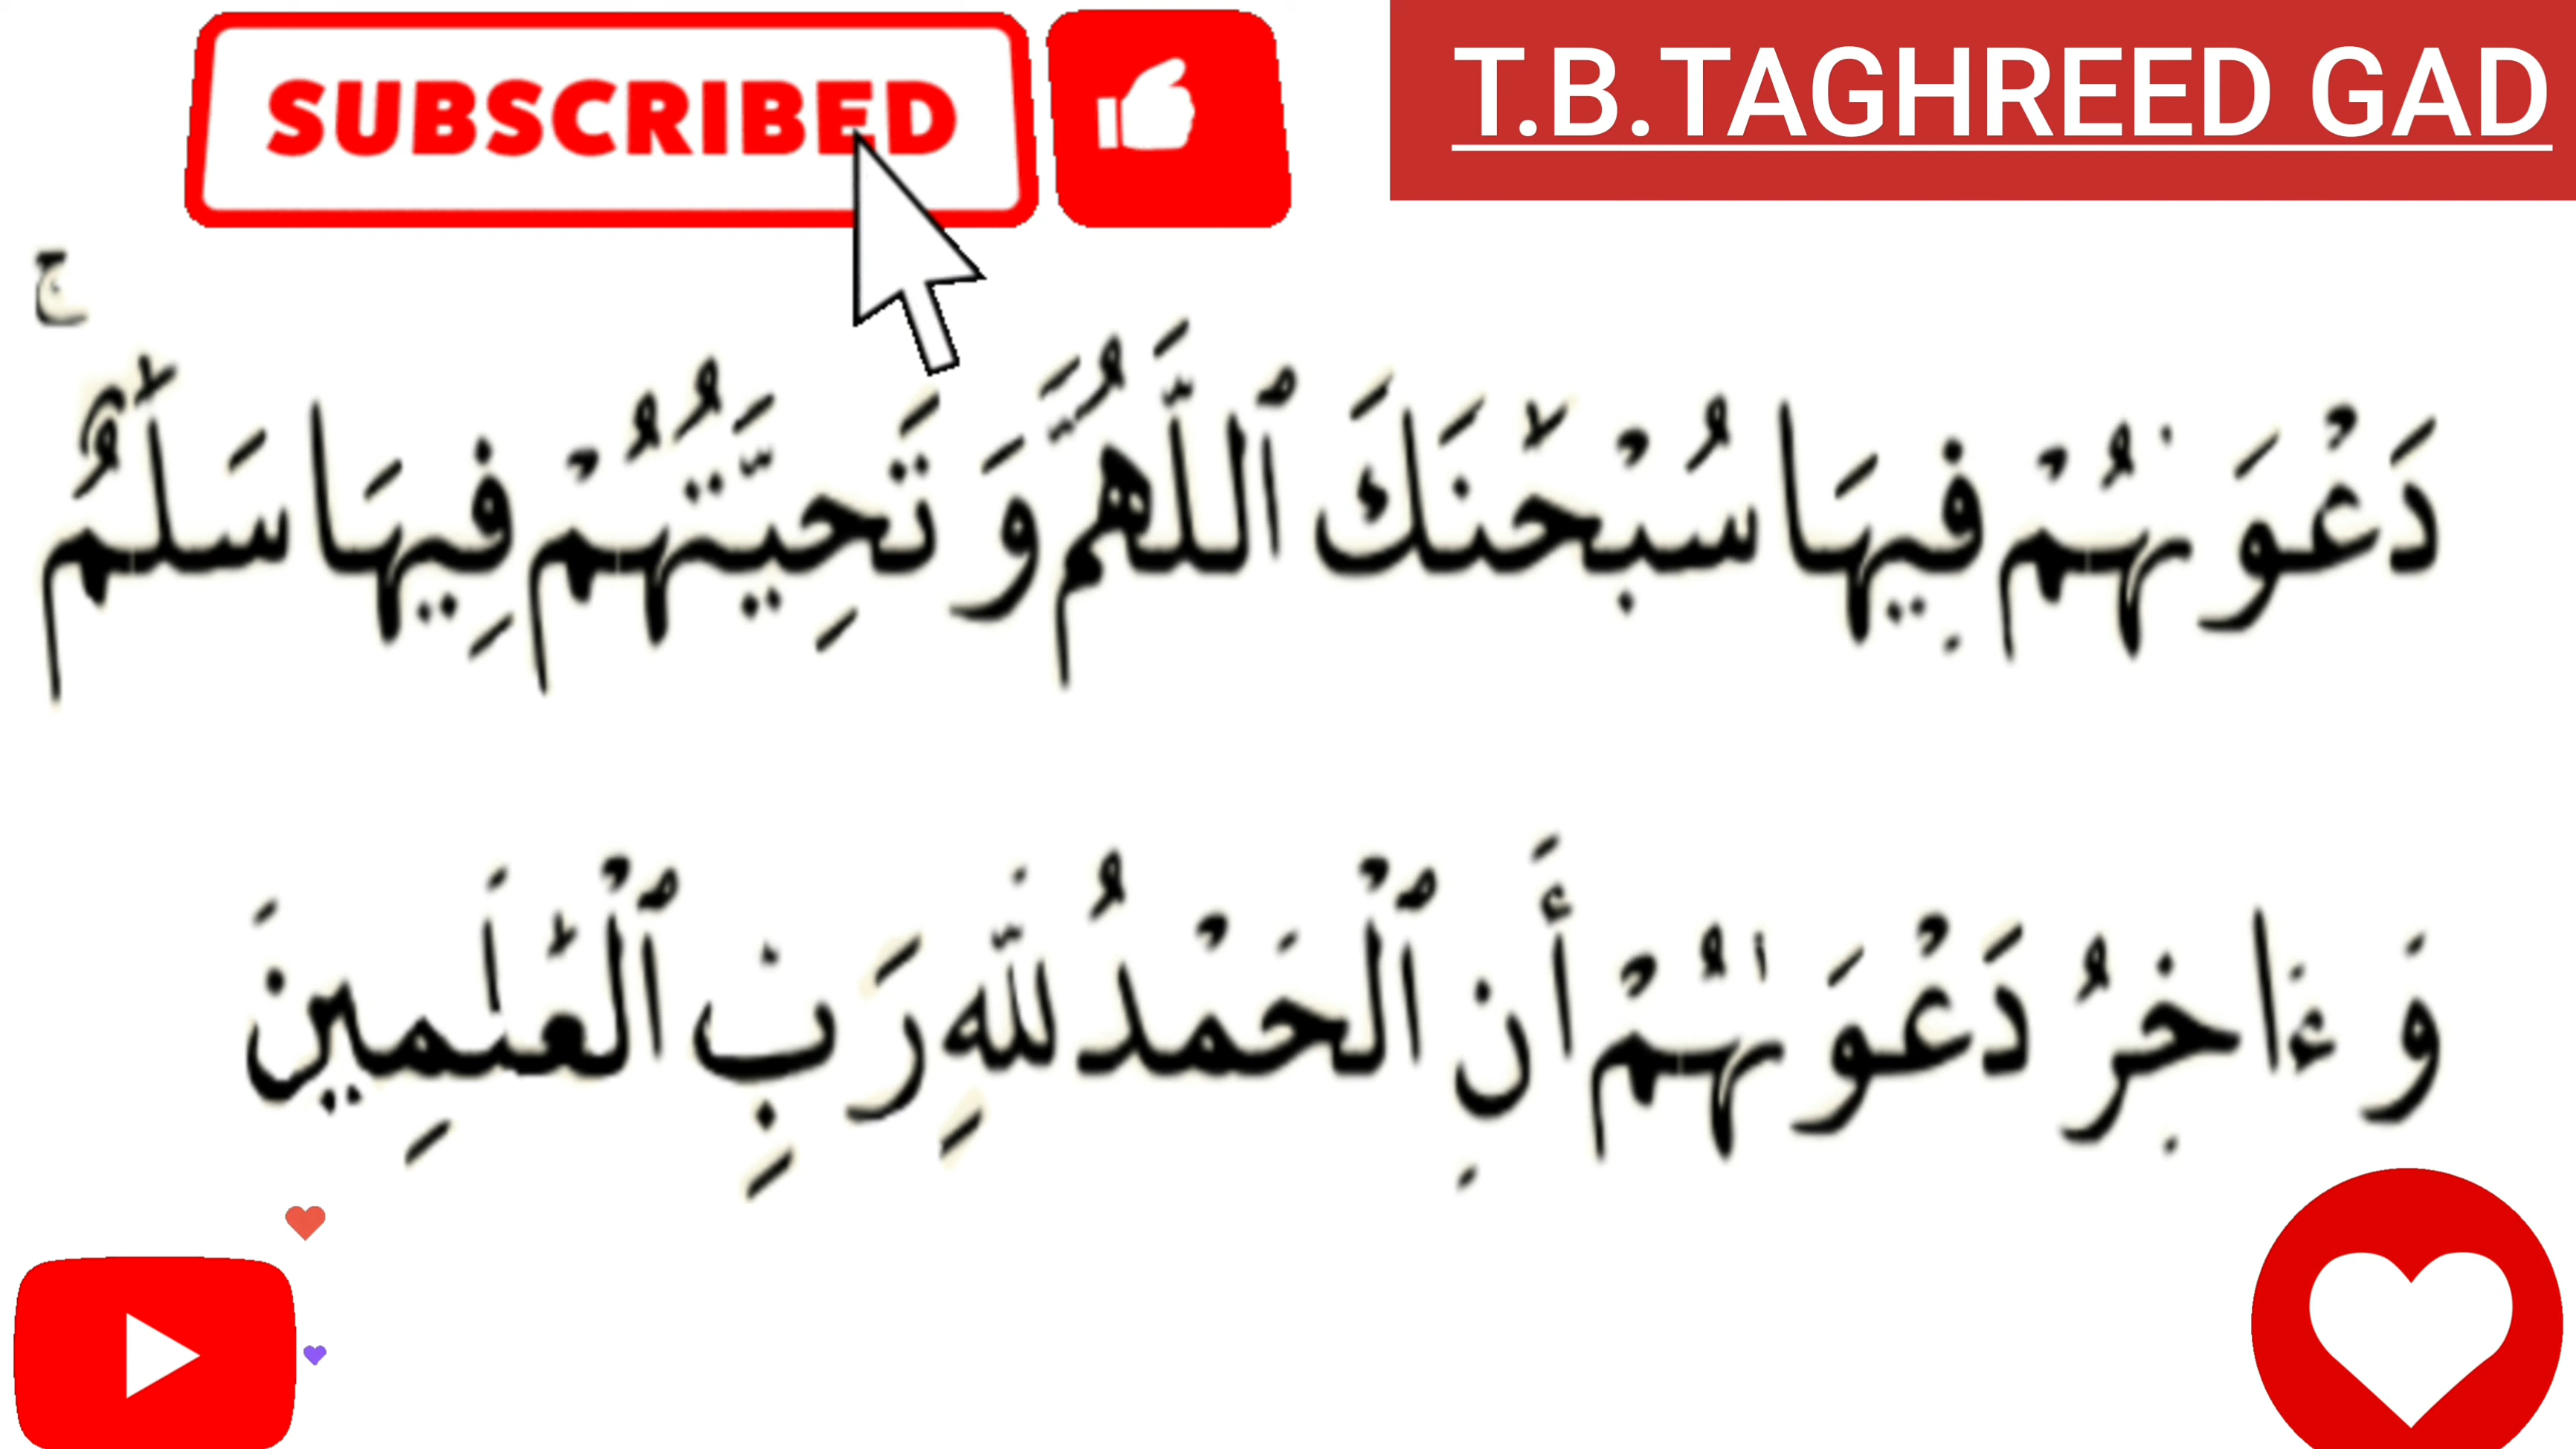 SUBSCRIBED
T.B.TAGHREED GAD
دَعْوَىٰهُمْ فِيهَا سُبْحَٰنَكَ ٱللَّهُمَّ وَتَحِيَّتُهُمْ فِيهَا سَلَٰمٌ ۚ
وَءَاخِرُ دَعْوَىٰهُمْ أَنِ ٱلْحَمْدُ لِلَّهِ رَبِّ ٱلْعَٰلَمِينَ